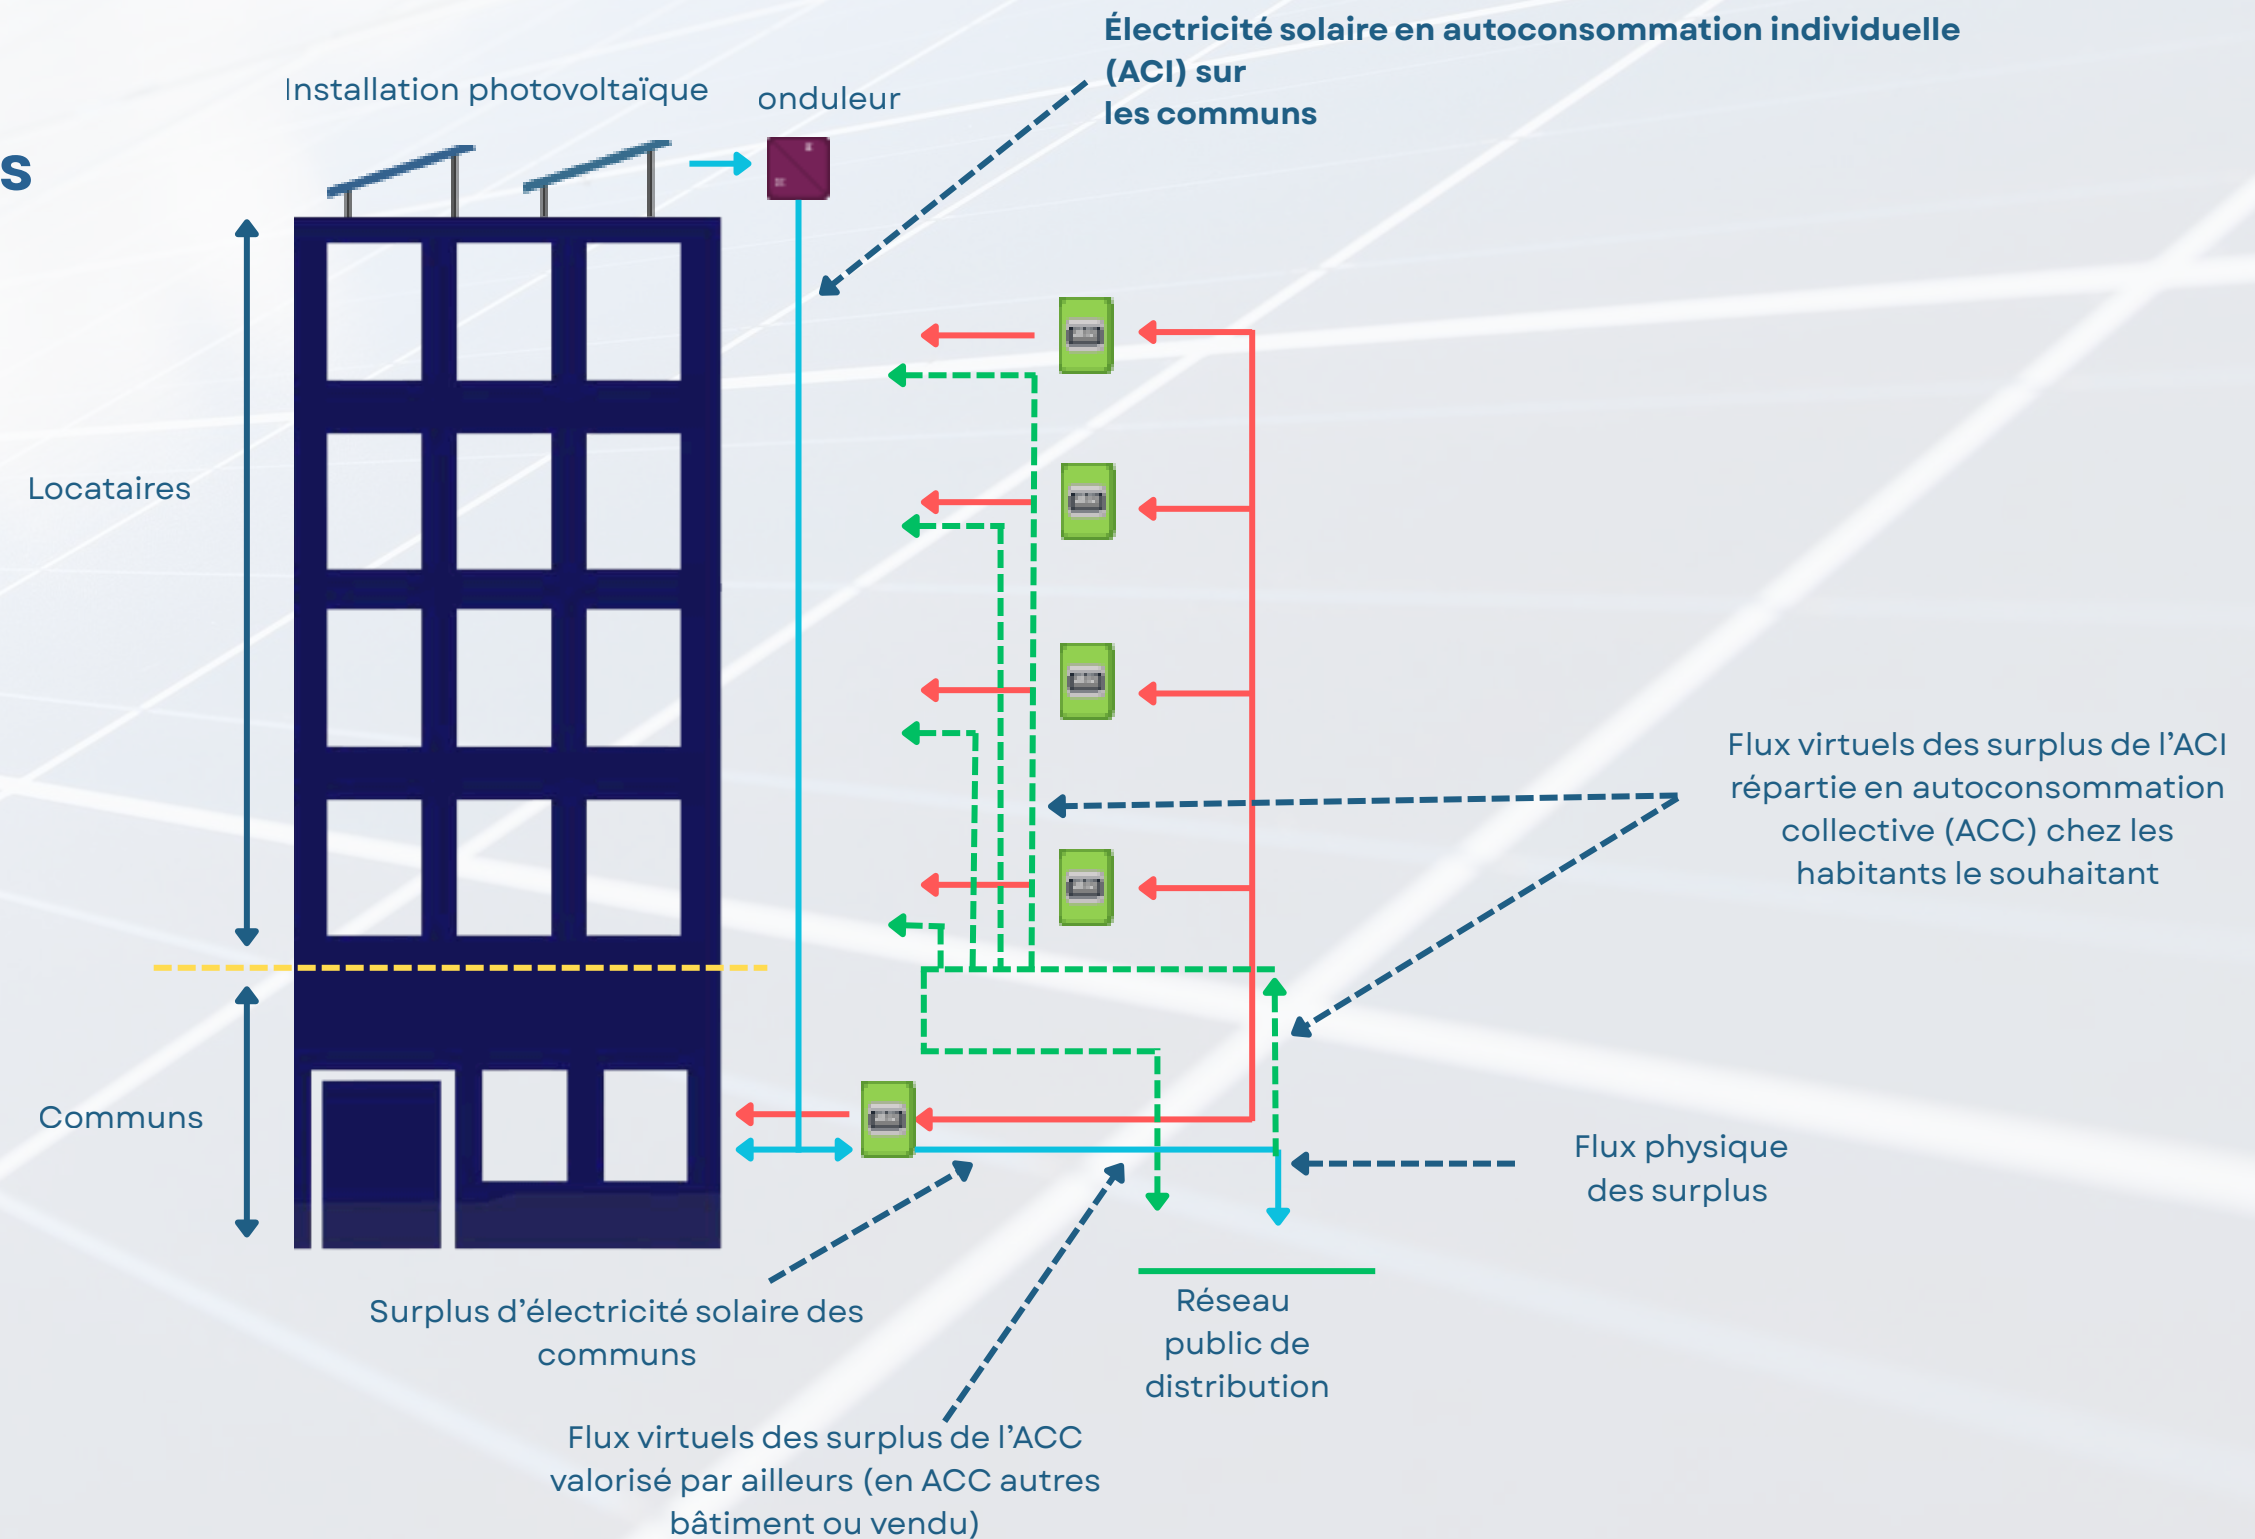 Électricité solaire en autoconsommation individuelle
(ACI) sur
les communs
Installation photovoltaïque
onduleur
s
Locataires
Flux virtuels des surplus de l’ACI
répartie en autoconsommation
collective (ACC) chez les
habitants le souhaitant
Communs
Flux physique
des surplus
Surplus d’électricité solaire des
communs
Réseau
public de
distribution
Flux virtuels des surplus de l’ACC
valorisé par ailleurs (en ACC autres
bâtiment ou vendu)